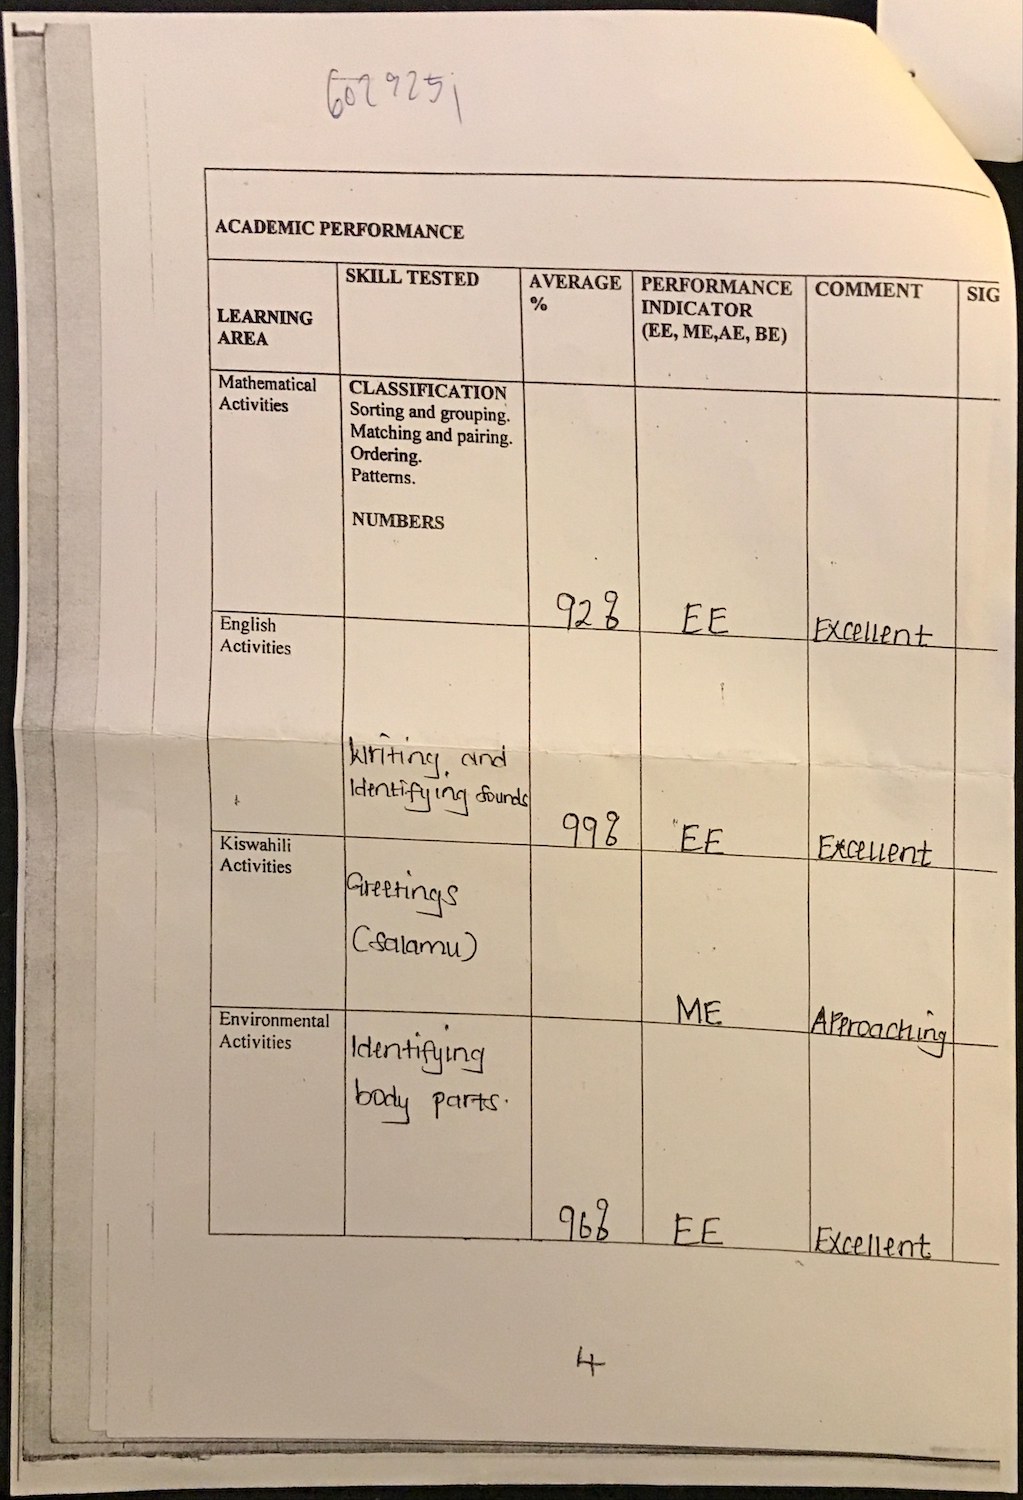 ACADEMIC PERFORMANCE
LEARNING AREA
SKILL TESTED
AVERAGE %
PERFORMANCE INDICATOR (EE, ME,AE, BE)
COMMENT
SIG
Mathematical
Activities
CLASSIFICATION
Sorting and grouping.
Matching and pairing.
Ordering.
Patterns.
NUMBERS
92%
EE
Excellent
English
Activities
Writing and
Identifying sounds
99%
EE
Excellent
Kiswahili
Activities
Greetings
(salamu)
ME
Approaching
Environmental
Activities
Identifying
body parts.
96%
EE
Excellent
4